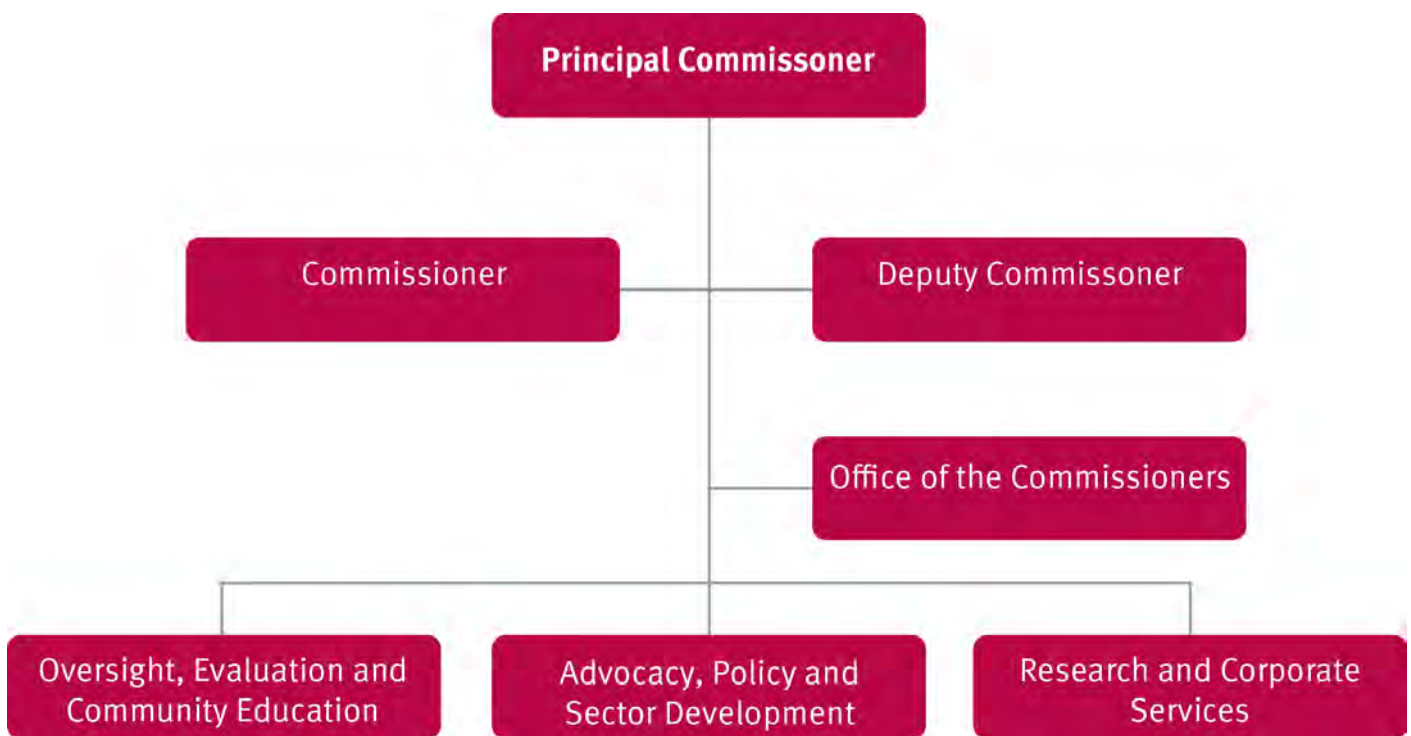 Principal Commissoner
Commissioner
Deputy Commissoner
Office of the Commissioners
Oversight, Evaluation and
Community Education
Advocacy, Policy and
Sector Development
Research and Corporate
Services